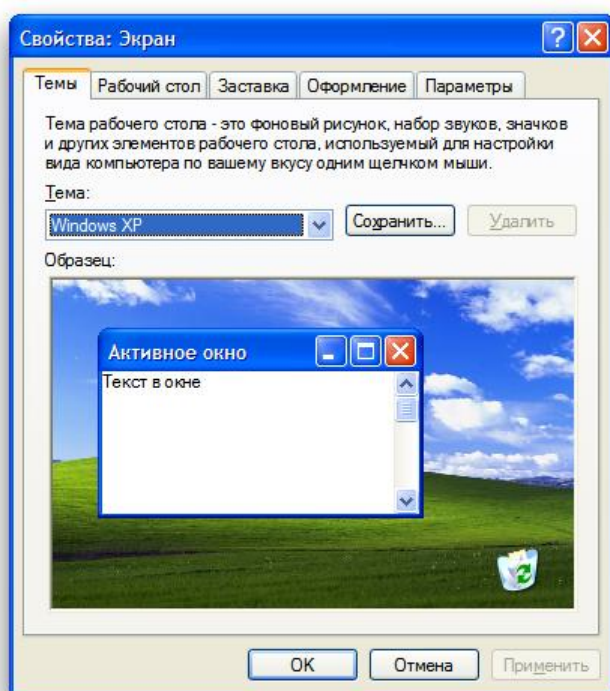 Свойства: Экран
Темы Рабочий стол Заставка Оформление Параметры
Тема рабочего стола - это фоновый рисунок, набор звуков, значков
и других элементов рабочего стола, используемый для настройки
вида компьютера по вашему вкусу одним щелчком мыши.
Тема:
Windows XP Сохранить... Удалить
Образец:
Активное окно
Текст в окне
OK Отмена Применить